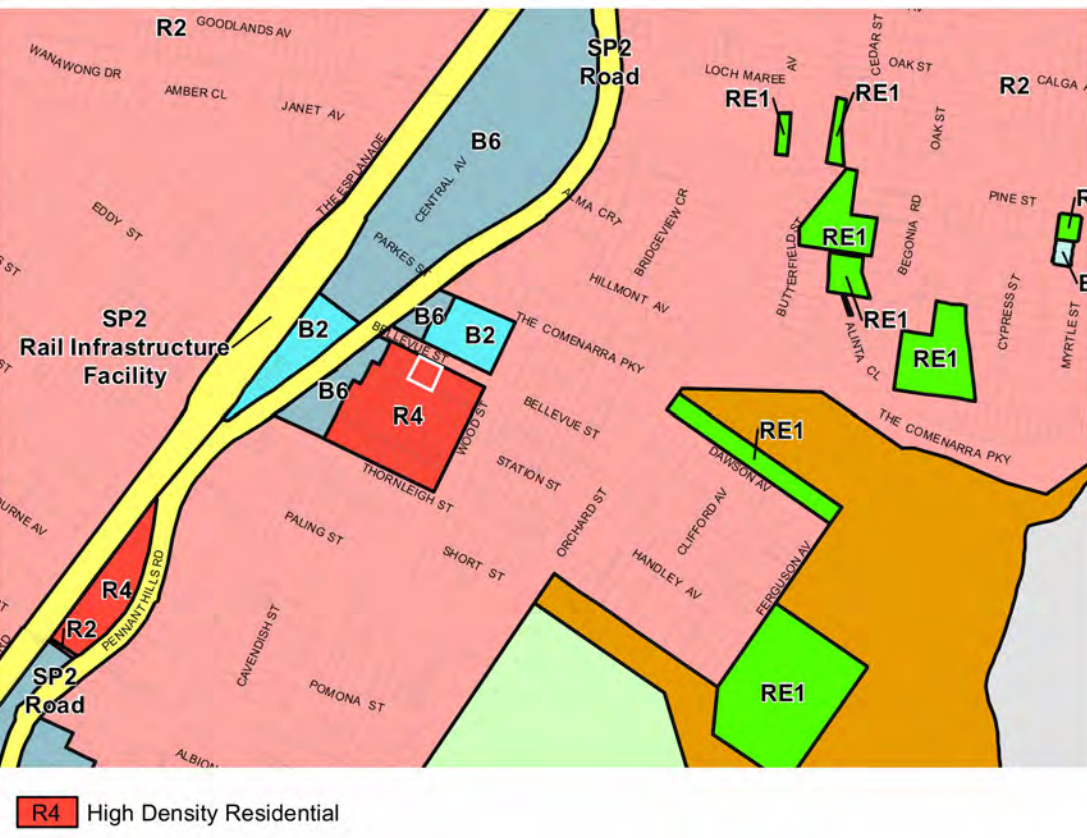 R2
GOODLANDS AV
WANAWONG DR
AMBER CL
JANET AV
THE ESPLANADE
EDDY ST
SP2
Road
B6
CENTRAL AV
PARKES ST
ALMA CRT
LOCH MAREE AV
CEDAR ST
OAK ST
R2
CALGA
RE1
RE1
OAK ST
PINE ST
BRIDGEVIEW CR
BUTTERFIELD ST
RE1
BEGONIA RD
HILLMONT AV
SP2
Rail Infrastructure
Facility
B2
B6
B2
BELLEVUE ST
THE COMENARRA PKY
RE1
ALINTA CL
RE1
CYPRESS ST
MYRTLE ST
B6
R4
WOOD ST
BELLEVUE ST
RE1
DAWSON AV
THE COMENARRA PKY
THORNLEIGH ST
STATION ST
ORCHARD ST
CLIFFORD AV
PALING ST
SHORT ST
HANDLEY AV
FERGUSON AV
R4
PENNANT HILLS RD
R2
CAVENDISH ST
SP2
Road
POMONA ST
RE1
ALBION
R4 High Density Residential